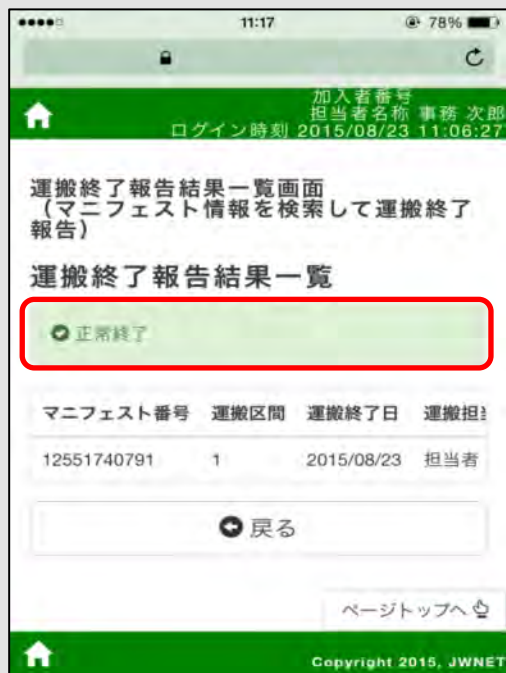 11:17
78%
加入者番号
担当者名称 事務 次郎
ログイン時刻 2015/08/23 11:06:27
運搬終了報告結果一覧画面
(マニフェスト情報を検索して運搬終了
報告)
運搬終了報告結果一覧
正常終了
マニフェスト番号 運搬区間 運搬終了日 運搬担当
12551740791 1 2015/08/23 担当者
戻る
ページトップへ
Copyright 2015, JWNET